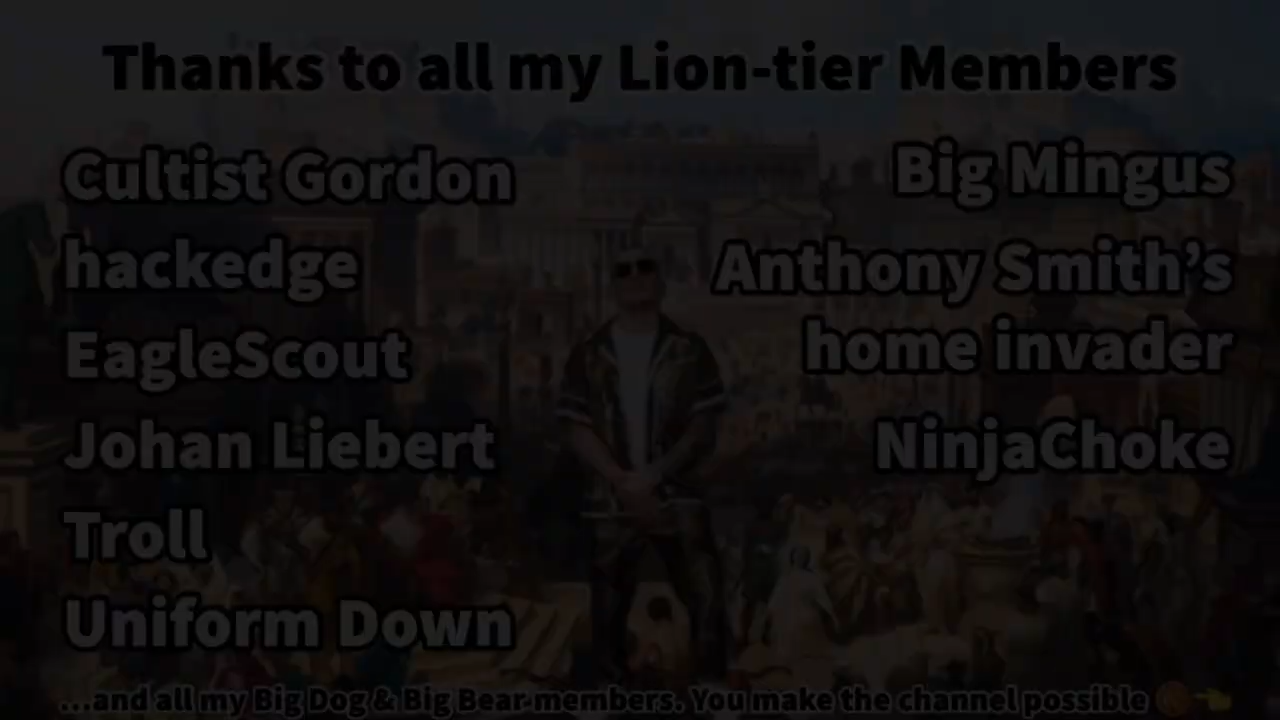 Thanks to all my Lion-tier Members
Cultist Gordon
hackedge
EagleScout
Johan Liebert
Troll
Uniform Down
Big Mingus
Anthony Smith’s
home invader
NinjaChoke
...and all my Big Dog & Big Bear members. You make the channel possible